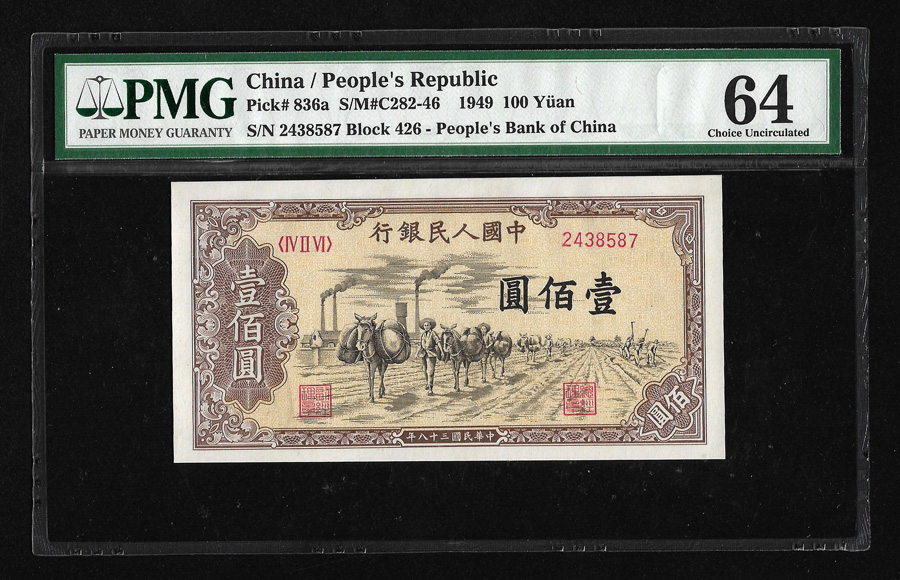 PMG
PAPER MONEY GUARANTY
China / People's Republic
Pick# 836a S/M#C282-46 1949 100 Yüan
S/N 2438587 Block 426 - People's Bank of China
64
Choice Uncirculated
行銀民人國中
〈IV II VI〉
2438587
圓佰壹
壹佰圓
佰圓
年八十三國民華中